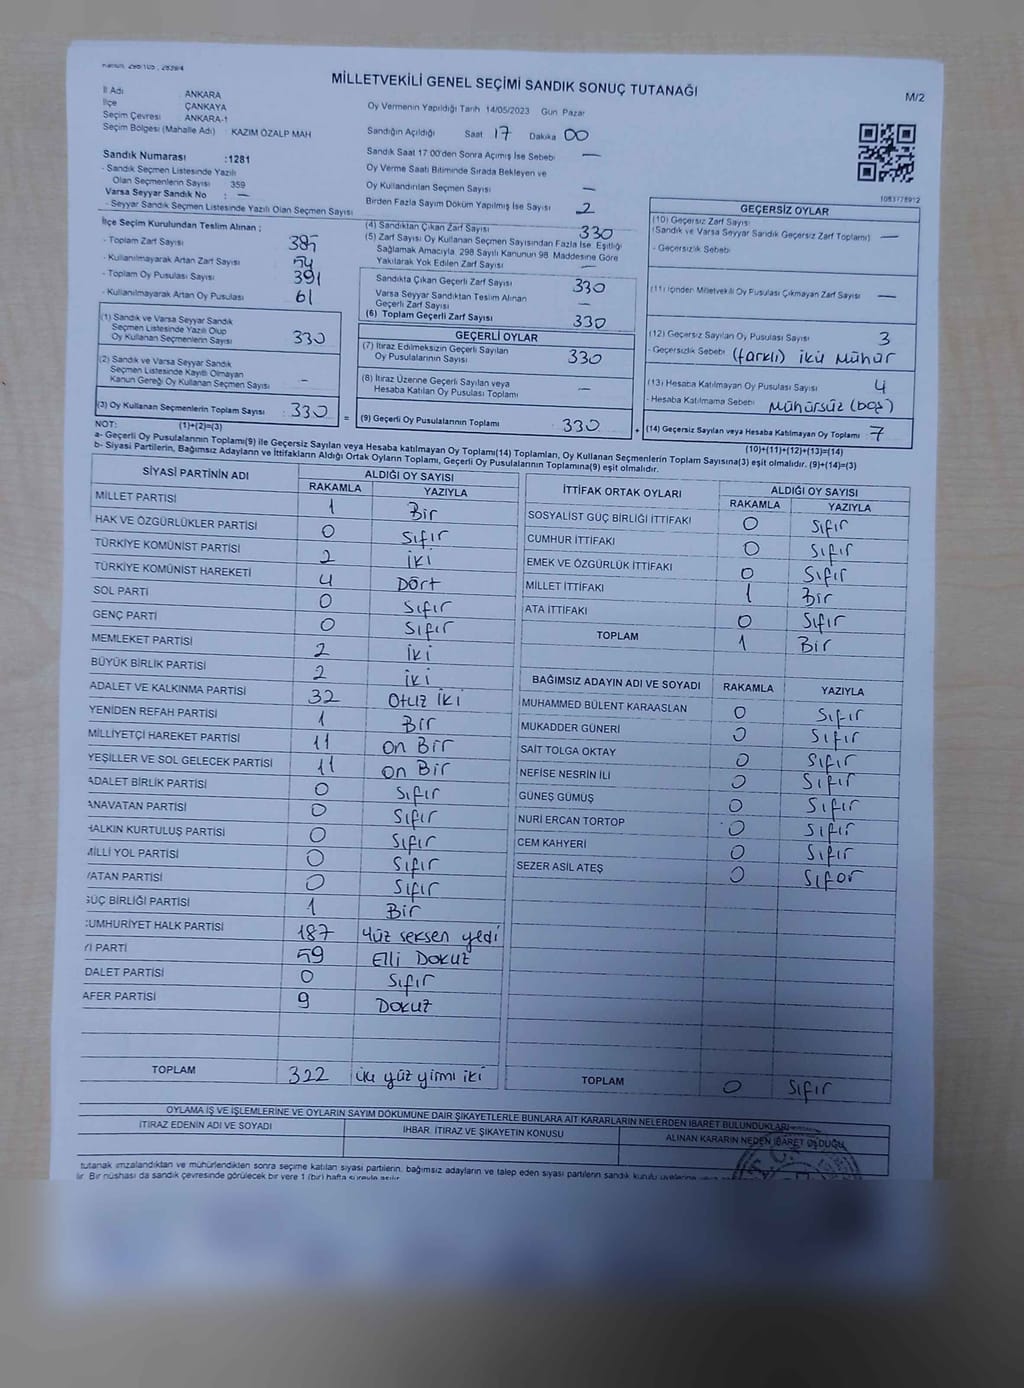 MİLLETVEKİLİ GENEL SEÇİMİ SANDIK SONUÇ TUTANAĞI
M/2
İl Adı ANKARA
İlçe ÇANKAYA
Seçim Çevresi ANKARA-1
Seçim Bölgesi (Mahalle Adı) : KAZIM ÖZALP MAH
Oy Vermenin Yapıldığı Tarih 14/05/2023 Gün Pazar
Sandığın Açıldığı Saat 17 Dakika 00
Sandık Saat 17:00'den Sonra Açımış İse Sebebi —
Oy Verme Saati Bitiminde Sırada Bekleyen ve
Oy Kullandırılan Seçmen Sayısı —
Birden Fazla Sayım Döküm Yapılmış İse Sayısı 2
Sandık Numarası :1281
- Sandık Seçmen Listesinde Yazılı
Olan Seçmenlerin Sayısı 359
Varsa Seyyar Sandık No : —
- Seyyar Sandık Seçmen Listesinde Yazılı Olan Seçmen Sayısı
İlçe Seçim Kurulundan Teslim Alınan ;
- Toplam Zarf Sayısı 385
- Kullanılmayarak Artan Zarf Sayısı 54
- Toplam Oy Pusulası Sayısı 391
- Kullanılmayarak Artan Oy Pusulası 61
(1) Sandık ve Varsa Seyyar Sandık
Seçmen Listesinde Yazılı Olup
Oy Kullanan Seçmenlerin Sayısı 330
(2) Sandık ve Varsa Seyyar Sandık
Seçmen Listesinde Kayıtlı Olmayan
Kanun Gereği Oy Kullanan Seçmen Sayısı -
(3) Oy Kullanan Seçmenlerin Toplam Sayısı 330 =
(4) Sandıktan Çıkan Zarf Sayısı 330
(5) Zarf Sayısı Oy Kullanan Seçmen Sayısından Fazla İse Eşitliği
Sağlamak Amacıyla, 298 Sayılı Kanunun 98 Maddesine Göre
Yakılarak Yok Edilen Zarf Sayısı —
Sandıkta Çıkan Geçerli Zarf Sayısı 330
Varsa Seyyar Sandıktan Teslim Alınan
Geçerli Zarf Sayısı —
(6) Toplam Geçerli Zarf Sayısı 330
GEÇERLİ OYLAR
(7) İtiraz Edilmeksizin Geçerli Sayılan
Oy Pusulalarının Sayısı 330
(8) İtiraz Üzerine Geçerli Sayılan veya
Hesaba Katılan Oy Pusulası Toplamı —
(9) Geçerli Oy Pusulalarının Toplamı 330 +
1083778912
GEÇERSİZ OYLAR
(10) Geçersiz Zarf Sayısı
(Sandık ve Varsa Seyyar Sandık Geçersiz Zarf Toplamı) —
- Geçersizlik Sebebi
(11) İçinden Milletvekili Oy Pusulası Çıkmayan Zarf Sayısı —
(12) Geçersiz Sayılan Oy Pusulası Sayısı 3
- Geçersizlik Sebebi (farklı) iki mühür
(13) Hesaba Katılmayan Oy Pusulası Sayısı 4
- Hesaba Katılmama Sebebi Mühürsüz (boş)
(14) Geçersiz Sayılan veya Hesaba Katılmayan Oy Toplamı 7
NOT: (1)+(2)=(3)
(10)+(11)+(12)+(13)=(14)
a- Geçerli Oy Pusulalarının Toplamı(9) ile Geçersiz Sayılan veya Hesaba katılmayan Oy Toplamı(14) Toplamları, Oy Kullanan Seçmenlerin Toplam Sayısına(3) eşit olmalıdır. (9)+(14)=(3)
b- Siyasi Partilerin, Bağımsız Adayların ve İttifakların Aldığı Ortak Oyların Toplamı, Geçerli Oy Pusulalarının Toplamına(9) eşit olmalıdır.
SİYASİ PARTİNİN ADI ALDIĞI OY SAYISI
RAKAMLA YAZIYLA
MİLLET PARTİSİ 1 Bir
HAK VE ÖZGÜRLÜKLER PARTİSİ 0 Sıfır
TÜRKİYE KOMÜNİST PARTİSİ 2 İki
TÜRKİYE KOMÜNİST HAREKETİ 4 Dört
SOL PARTİ 0 Sıfır
GENÇ PARTİ 0 Sıfır
MEMLEKET PARTİSİ 2 İki
BÜYÜK BİRLİK PARTİSİ 2 iki
ADALET VE KALKINMA PARTİSİ 32 Otuz iki
YENİDEN REFAH PARTİSİ 1 Bir
MİLLİYETÇİ HAREKET PARTİSİ 11 On Bir
YEŞİLLER VE SOL GELECEK PARTİSİ 11 On Bir
ADALET BİRLİK PARTİSİ 0 Sıfır
ANAVATAN PARTİSİ 0 Sıfır
HALKIN KURTULUŞ PARTİSİ 0 Sıfır
MİLLİ YOL PARTİSİ 0 Sıfır
VATAN PARTİSİ 0 Sıfır
GÜÇ BİRLİĞİ PARTİSİ 1 Bir
CUMHURİYET HALK PARTİSİ 187 Yüz seksen yedi
İYİ PARTİ 59 Elli Dokuz
DALET PARTİSİ 0 Sıfır
AFER PARTİSİ 9 Dokuz
TOPLAM 322 iki yüz yirmi iki
İTTİFAK ORTAK OYLARI ALDIĞI OY SAYISI
RAKAMLA YAZIYLA
SOSYALİST GÜÇ BİRLİĞİ İTTİFAKI 0 Sıfır
CUMHUR İTTİFAKI 0 Sıfır
EMEK VE ÖZGÜRLÜK İTTİFAKI 0 Sıfır
MİLLET İTTİFAKI 1 Bir
ATA İTTİFAKI 0 Sıfır
TOPLAM 1 Bir
BAĞIMSIZ ADAYIN ADI VE SOYADI RAKAMLA YAZIYLA
MUHAMMED BÜLENT KARAASLAN 0 Sıfır
MUKADDER GÜNERİ 0 Sıfır
SAİT TOLGA OKTAY 0 Sıfır
NEFİSE NESRİN İLİ 0 Sıfır
GÜNEŞ GÜMÜŞ 0 Sıfır
NURİ ERCAN TORTOP 0 Sıfır
CEM KAHYERİ 0 Sıfır
SEZER ASİL ATEŞ 0 Sıfor
TOPLAM 0 Sıfır
OYLAMA İŞ VE İŞLEMLERİNE VE OYLARIN SAYIM DÖKÜMÜNE DAİR ŞİKAYETLERLE BUNLARA AİT KARARLARIN NELERDEN İBARET BULUNDUKLARI
İTİRAZ EDENİN ADI VE SOYADI İHBAR, İTİRAZ VE ŞİKAYETİN KONUSU ALINAN KARARIN NEDEN İBARET OLDUĞU
tutanak imzalandıktan ve mühürlendikten sonra seçime katılan siyasi partilerin, bağımsız adayların ve talep eden siyasi partilerin sandık kurulu üyelerine
Bir nüshası da sandık çevresinde görülecek bir yere 1 (bir) hafta süreyle asılır